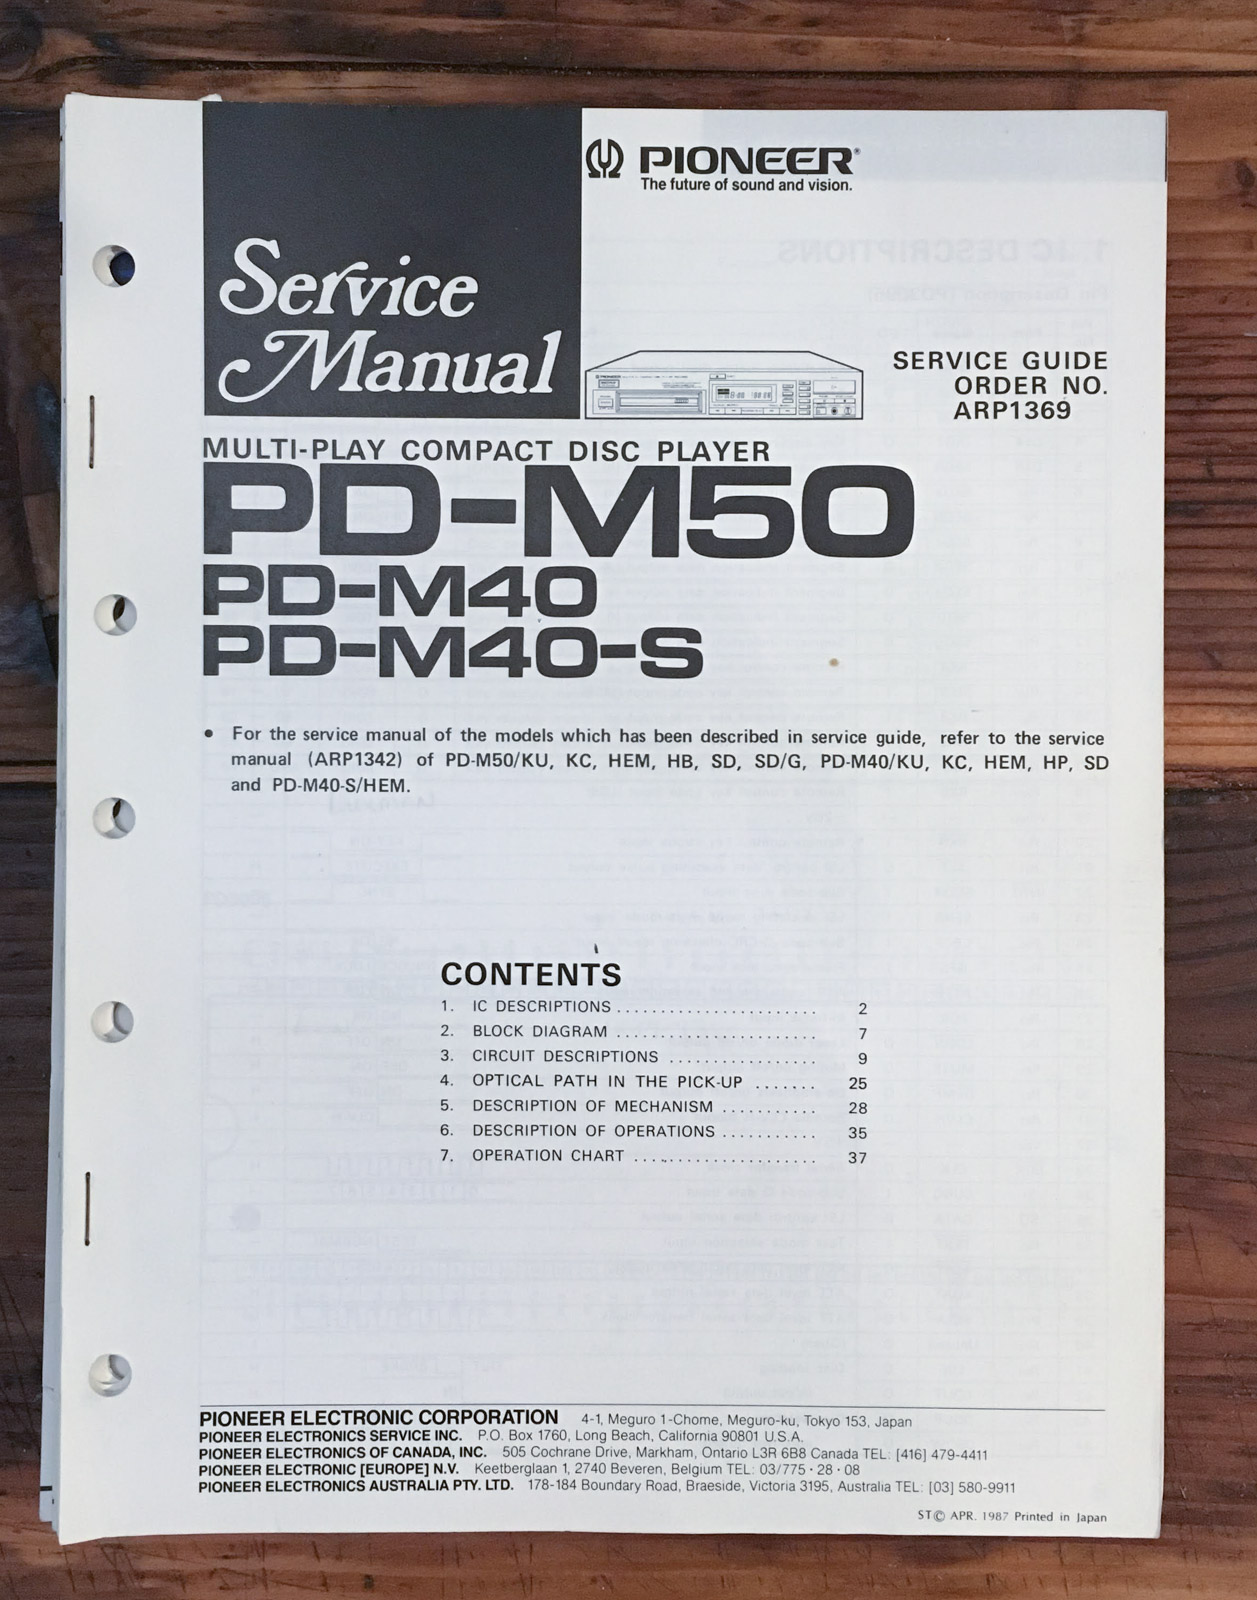 PIONEER®
The future of sound and vision.
Service
Manual
SERVICE GUIDE
ORDER NO.
ARP1369
MULTI-PLAY COMPACT DISC PLAYER
PD-M50
PD-M40
PD-M40-S
• For the service manual of the models which has been described in service guide, refer to the service
manual (ARP1342) of PD-M50/KU, KC, HEM, HB, SD, SD/G, PD-M40/KU, KC, HEM, HP, SD
and PD-M40-S/HEM.
CONTENTS
1. IC DESCRIPTIONS ....................... 2
2. BLOCK DIAGRAM ....................... 7
3. CIRCUIT DESCRIPTIONS ................. 9
4. OPTICAL PATH IN THE PICK-UP ....... 25
5. DESCRIPTION OF MECHANISM ........... 28
6. DESCRIPTION OF OPERATIONS ........... 35
7. OPERATION CHART ..................... 37
PIONEER ELECTRONIC CORPORATION 4-1, Meguro 1-Chome, Meguro-ku, Tokyo 153, Japan
PIONEER ELECTRONICS SERVICE INC. P.O. Box 1760, Long Beach, California 90801 U.S.A.
PIONEER ELECTRONICS OF CANADA, INC. 505 Cochrane Drive, Markham, Ontario L3R 6B8 Canada TEL: [416] 479-4411
PIONEER ELECTRONIC [EUROPE] N.V. Keetberglaan 1, 2740 Beveren, Belgium TEL: 03/775·28·08
PIONEER ELECTRONICS AUSTRALIA PTY. LTD. 178-184 Boundary Road, Braeside, Victoria 3195, Australia TEL: [03] 580-9911
ST© APR. 1987 Printed in Japan